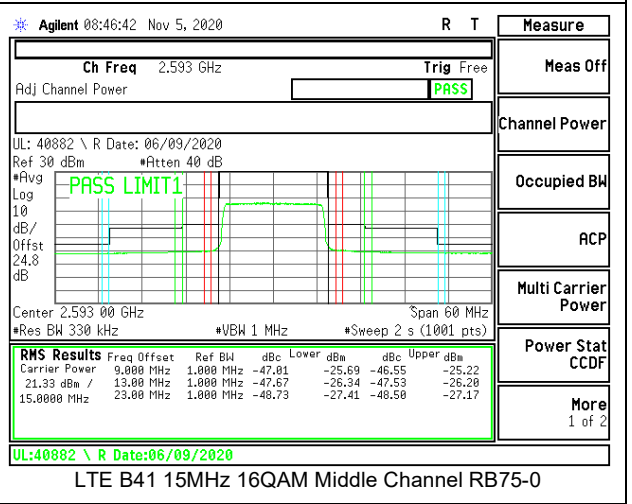 Agilent 08:46:42 Nov 5, 2020 R T
Measure
Ch Freq 2.593 GHz Trig Free
Meas Off
Adj Channel Power PASS
Channel Power
UL: 40882 \ R Date: 06/09/2020
Ref 30 dBm #Atten 40 dB
#Avg
Log
10
dB/
Offst
24.8
dB
PASS LIMIT1
Occupied BW
ACP
Multi Carrier
Power
Center 2.593 00 GHz Span 60 MHz
#Res BW 330 kHz #VBW 1 MHz #Sweep 2 s (1001 pts)
Power Stat
CCDF
RMS Results Freq Offset Ref BW dBc Lower dBm dBc Upper dBm
Carrier Power 9.000 MHz 1.000 MHz -47.01 -25.69 -46.55 -25.22
21.33 dBm / 13.00 MHz 1.000 MHz -47.67 -26.34 -47.53 -26.20
15.0000 MHz 23.00 MHz 1.000 MHz -48.73 -27.41 -48.50 -27.17
More
1 of 2
UL:40882 \ R Date:06/09/2020
LTE B41 15MHz 16QAM Middle Channel RB75-0